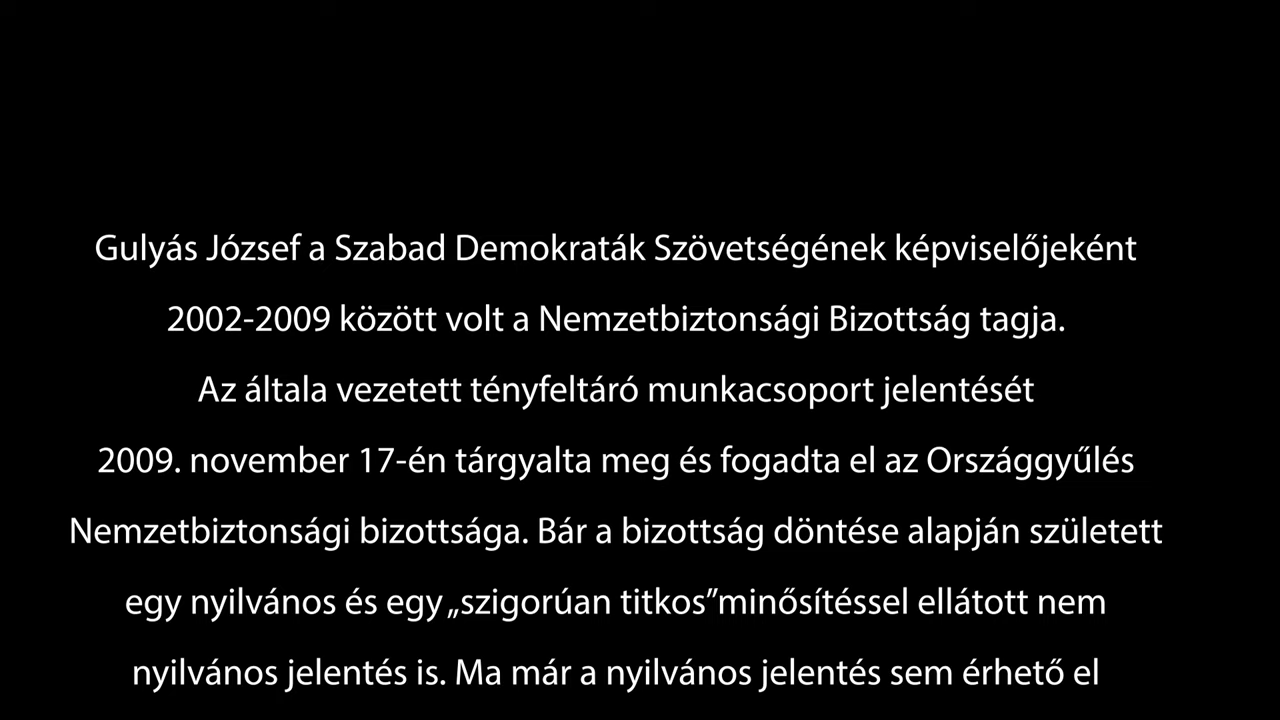 Gulyás József a Szabad Demokraták Szövetségének képviselőjeként
2002-2009 között volt a Nemzetbiztonsági Bizottság tagja.
Az általa vezetett tényfeltáró munkacsoport jelentését
2009. november 17-én tárgyalta meg és fogadta el az Országgyűlés
Nemzetbiztonsági bizottsága. Bár a bizottság döntése alapján született
egy nyilvános és egy „szigorúan titkos”minősítéssel ellátott nem
nyilvános jelentés is. Ma már a nyilvános jelentés sem érhető el